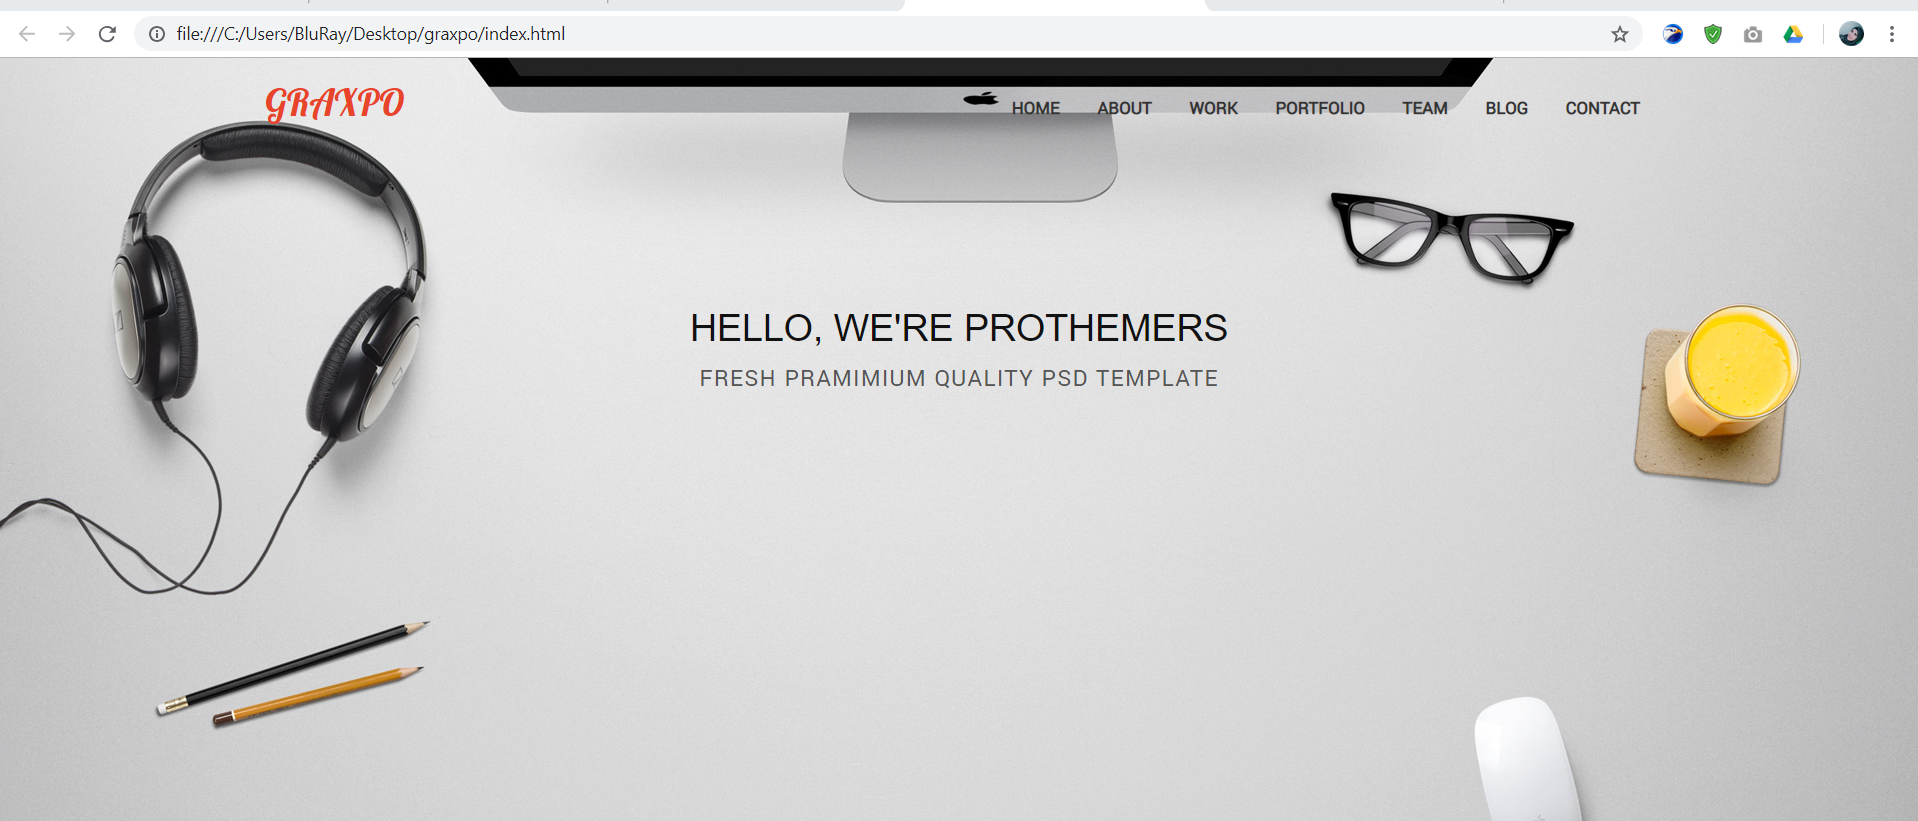 file:///C:/Users/BluRay/Desktop/graxpo/index.html
GRAXPO
HOME ABOUT WORK PORTFOLIO TEAM BLOG CONTACT
HELLO, WE'RE PROTHEMERS
FRESH PRAMIMIUM QUALITY PSD TEMPLATE